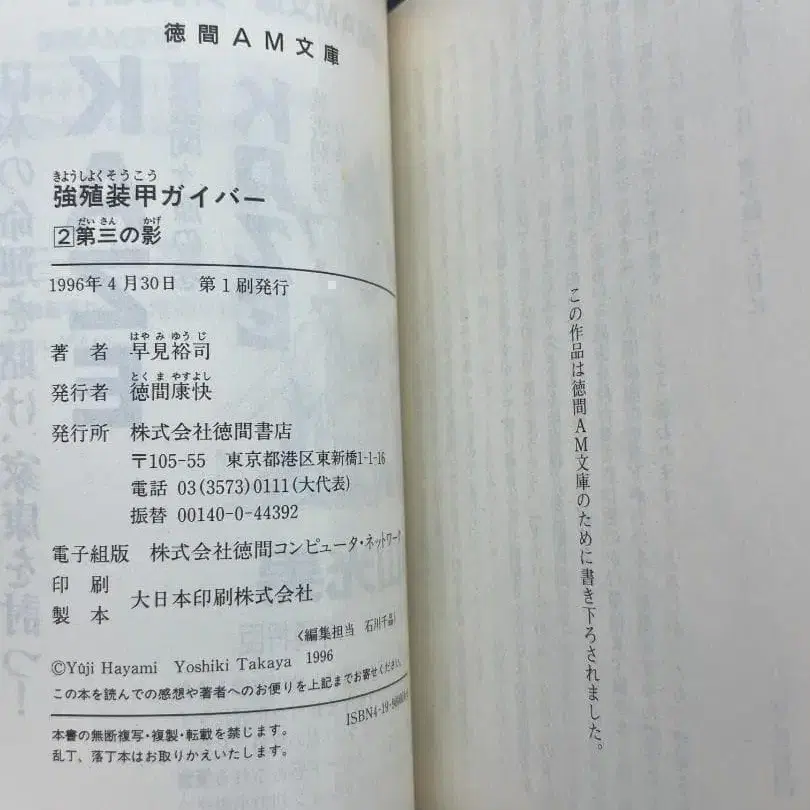 徳間AM文庫
きょうしょくそうこう
強殖装甲ガイバー
だいさん かげ
2第三の影
1996年4月30日 第1刷発行
はやみゆうじ
著者 早見裕司
とくまやすよし
発行者 徳間康快
発行所 株式会社徳間書店
〒105-55 東京都港区東新橋1-1-16
電話 03(3573)0111(大代表)
振替 00140-0-44392
電子組版 株式会社徳間コンピュータ・ネットワーク
印刷
製本 大日本印刷株式会社
〈編集担当 石川千晶〉
©Yûji Hayami Yoshiki Takaya 1996
この本を読んでの感想や著者へのお便りを上記までお寄せください。
ISBN4-19-
本書の無断複写・複製・転載を禁じます。
乱丁、落丁本はお取りかえいたします。
この作品は徳間AM文庫のために書き下ろされました。